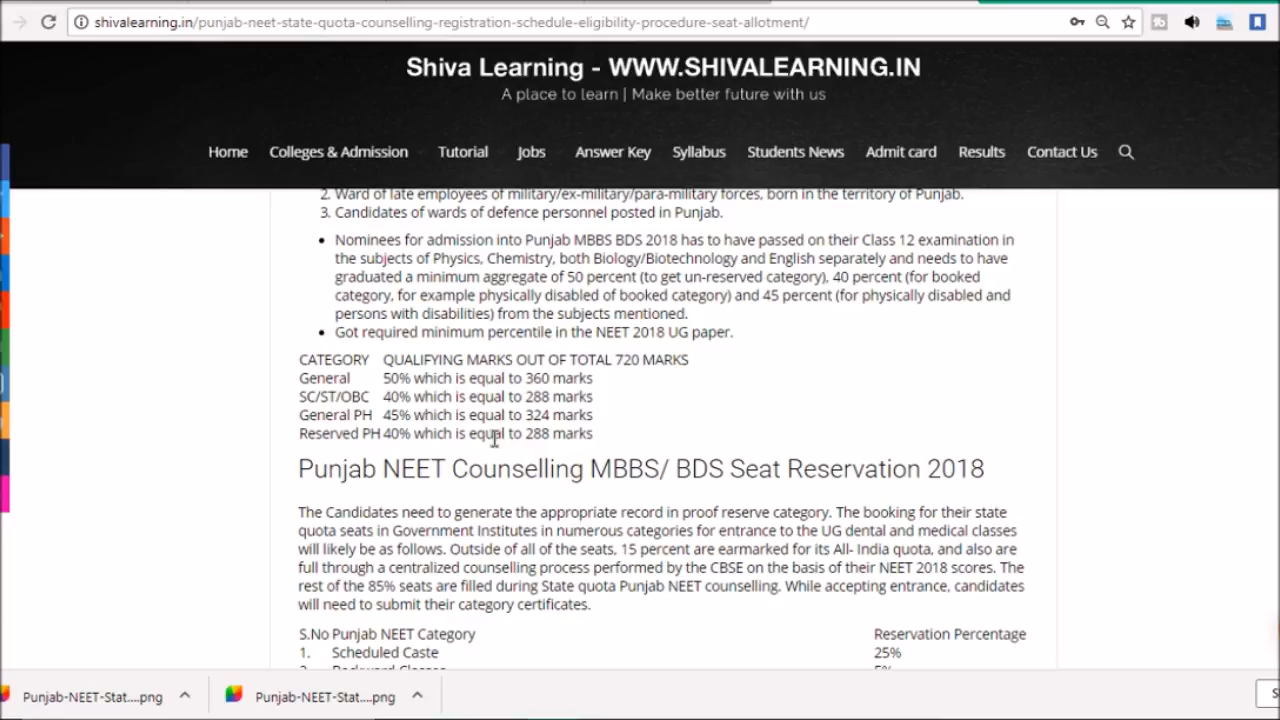 shivalearning.in/punjab-neet-state-quota-counselling-registration-schedule-eligibility-procedure-seat-allotment/
Shiva Learning - WWW.SHIVALEARNING.IN
A place to learn | Make better future with us
Home Colleges & Admission Tutorial Jobs Answer Key Syllabus Students News Admit card Results Contact Us
2. Ward of late employees of military/ex-military/para-military forces, born in the territory of Punjab.
3. Candidates of wards of defence personnel posted in Punjab.
• Nominees for admission into Punjab MBBS BDS 2018 has to have passed on their Class 12 examination in
the subjects of Physics, Chemistry, both Biology/Biotechnology and English separately and needs to have
graduated a minimum aggregate of 50 percent (to get un-reserved category), 40 percent (for booked
category, for example physically disabled of booked category) and 45 percent (for physically disabled and
persons with disabilities) from the subjects mentioned.
• Got required minimum percentile in the NEET 2018 UG paper.
CATEGORY QUALIFYING MARKS OUT OF TOTAL 720 MARKS
General 50% which is equal to 360 marks
SC/ST/OBC 40% which is equal to 288 marks
General PH 45% which is equal to 324 marks
Reserved PH 40% which is equal to 288 marks
Punjab NEET Counselling MBBS/ BDS Seat Reservation 2018
The Candidates need to generate the appropriate record in proof reserve category. The booking for their state
quota seats in Government Institutes in numerous categories for entrance to the UG dental and medical classes
will likely be as follows. Outside of all of the seats, 15 percent are earmarked for its All- India quota, and also are
full through a centralized counselling process performed by the CBSE on the basis of their NEET 2018 scores. The
rest of the 85% seats are filled during State quota Punjab NEET counselling. While accepting entrance, candidates
will need to submit their category certificates.
S.No Punjab NEET Category Reservation Percentage
1. Scheduled Caste 25%
Punjab-NEET-Stat....png Punjab-NEET-Stat....png